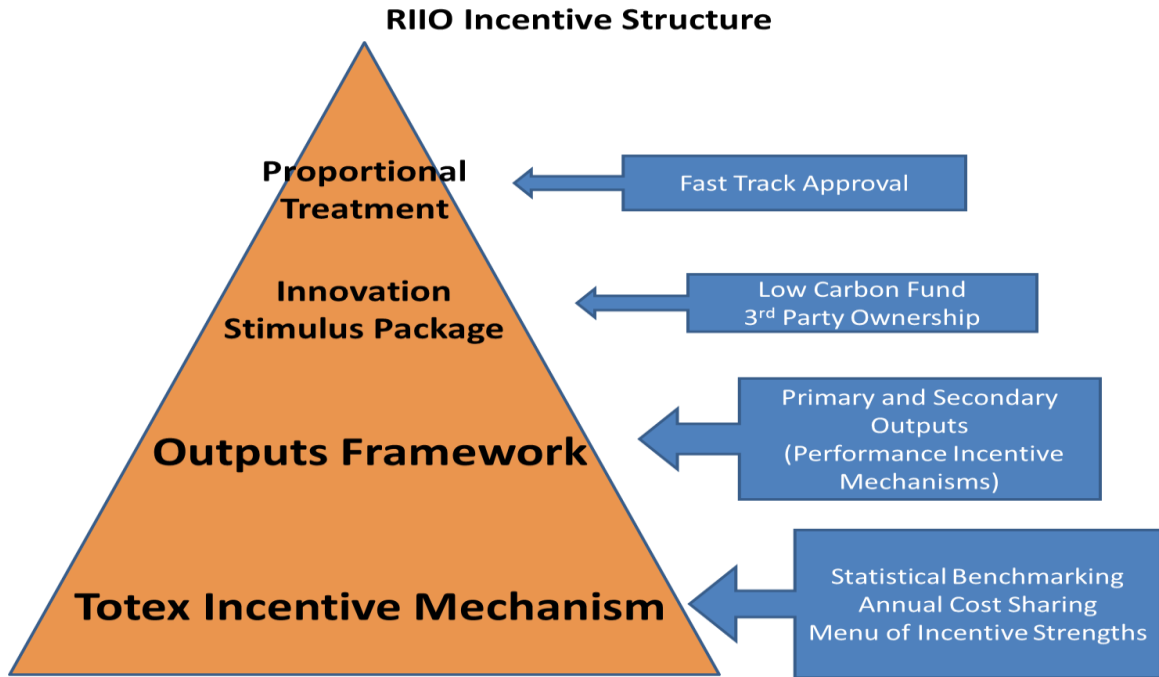 RIIO Incentive Structure
Proportional
Treatment
Fast Track Approval
Innovation
Stimulus Package
Low Carbon Fund
3rd Party Ownership
Outputs Framework
Primary and Secondary
Outputs
(Performance Incentive
Mechanisms)
Totex Incentive Mechanism
Statistical Benchmarking
Annual Cost Sharing
Menu of Incentive Strengths